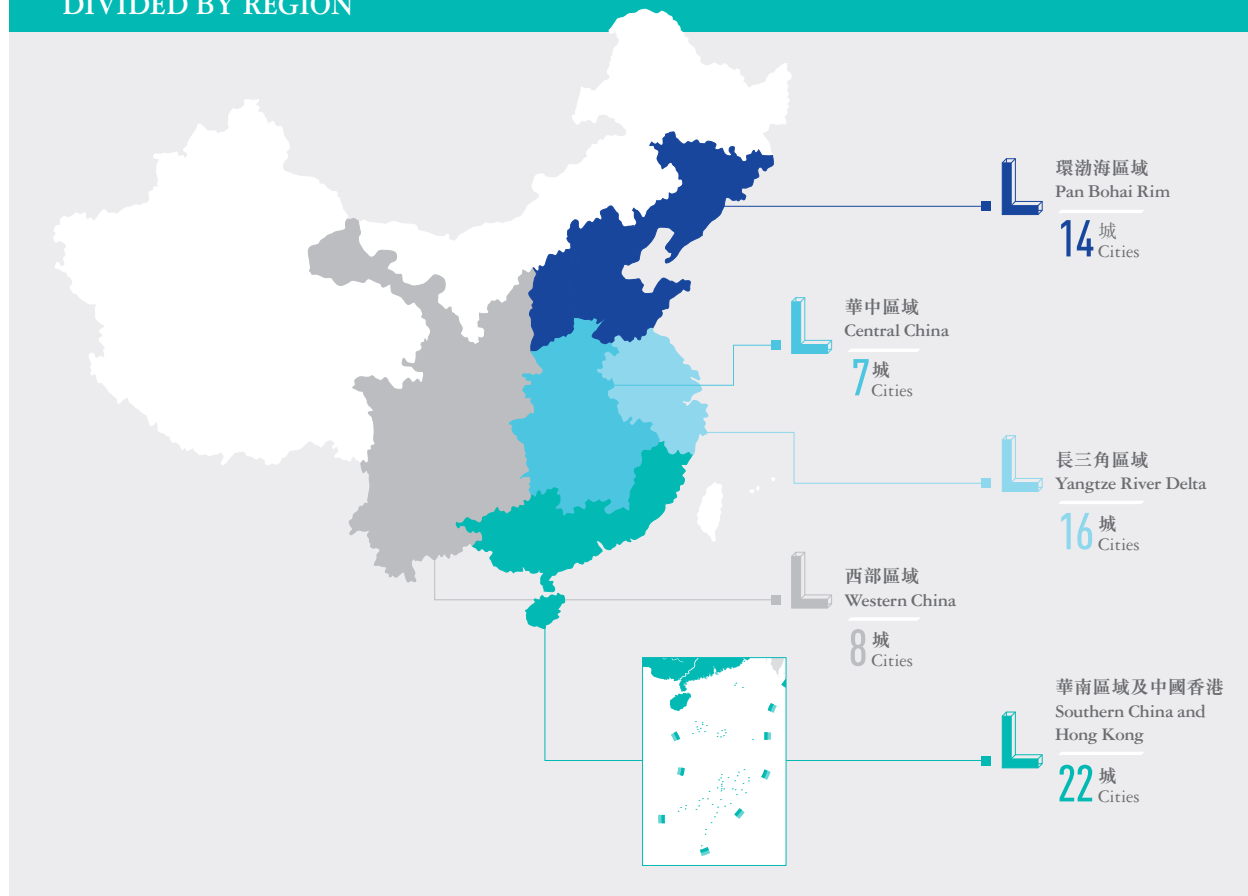 DIVIDED BY REGION
環渤海區域
Pan Bohai Rim
14 城
Cities
華中區域
Central China
7 城
Cities
長三角區域
Yangtze River Delta
16 城
Cities
西部區域
Western China
8 城
Cities
華南區域及中國香港
Southern China and
Hong Kong
22 城
Cities